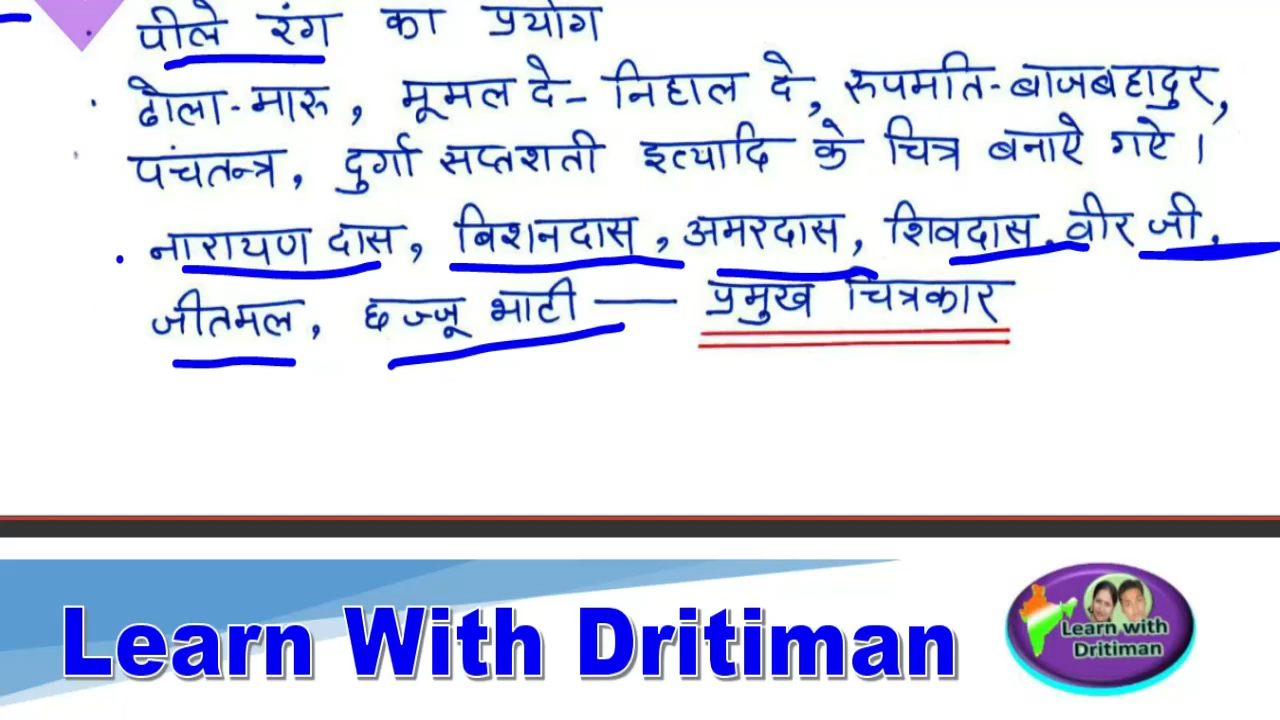 पीले रंग का प्रयोग
ढोला-मारू, मूमल दे-निहाल दे, रूपमति-बाजबहादुर,
पंचतन्त्र, दुर्गा सप्तशती इत्यादि के चित्र बनाऐ गऐ।
नारायण दास, बिशनदास, अमरदास, शिवदास, वीर जी,
जीतमल, छज्जू भाटी — प्रमुख चित्रकार
Learn With Dritiman
Learn with
Dritiman